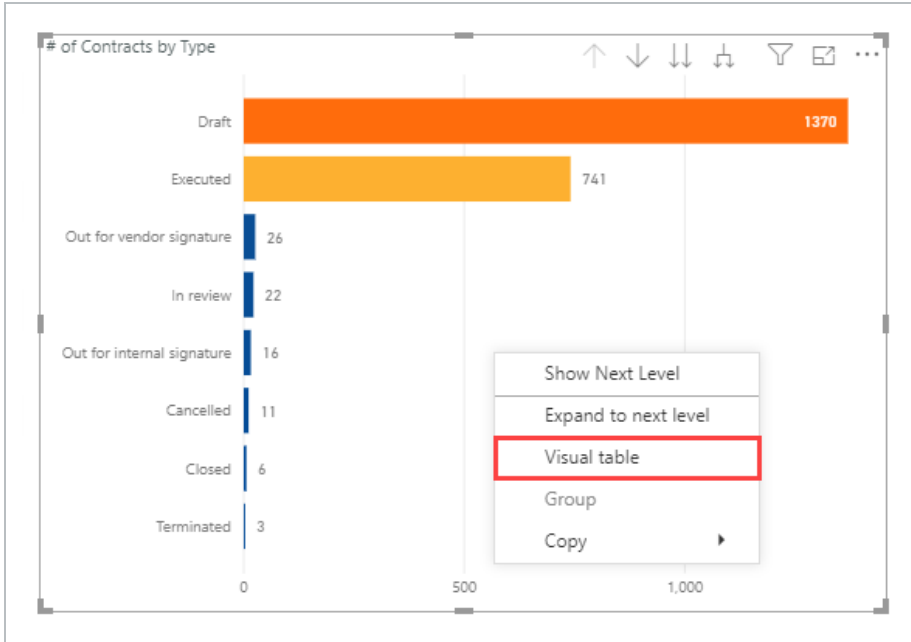 # of Contracts by Type
Draft 1370
Executed 741
Out for vendor signature 26
In review 22
Out for internal signature 16
Cancelled 11
Closed 6
Terminated 3
0 500 1,000
Show Next Level
Expand to next level
Visual table
Group
Copy